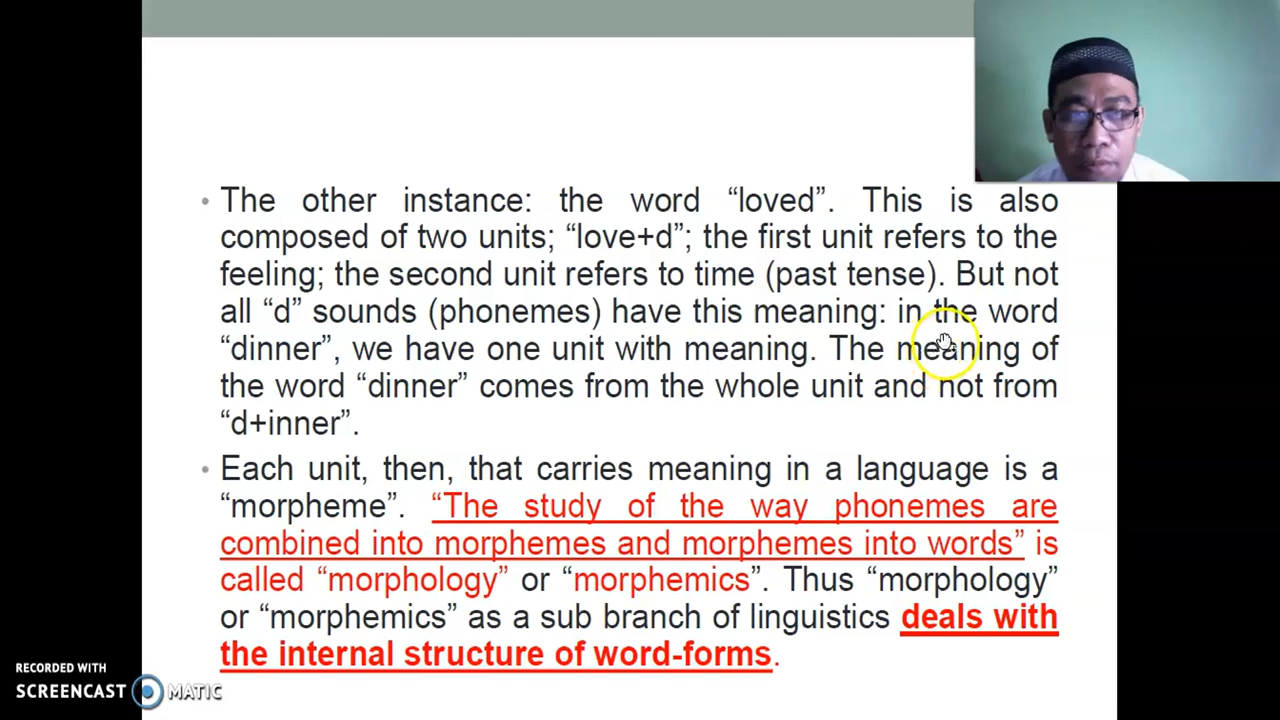 • The other instance: the word “loved”. This is also
composed of two units; “love+d”; the first unit refers to the
feeling; the second unit refers to time (past tense). But not
all “d” sounds (phonemes) have this meaning: in the word
“dinner”, we have one unit with meaning. The meaning of
the word “dinner” comes from the whole unit and not from
“d+inner”.
• Each unit, then, that carries meaning in a language is a
“morpheme”. “The study of the way phonemes are
combined into morphemes and morphemes into words” is
called “morphology” or “morphemics”. Thus “morphology”
or “morphemics” as a sub branch of linguistics deals with
the internal structure of word-forms.
RECORDED WITH
SCREENCAST MATIC